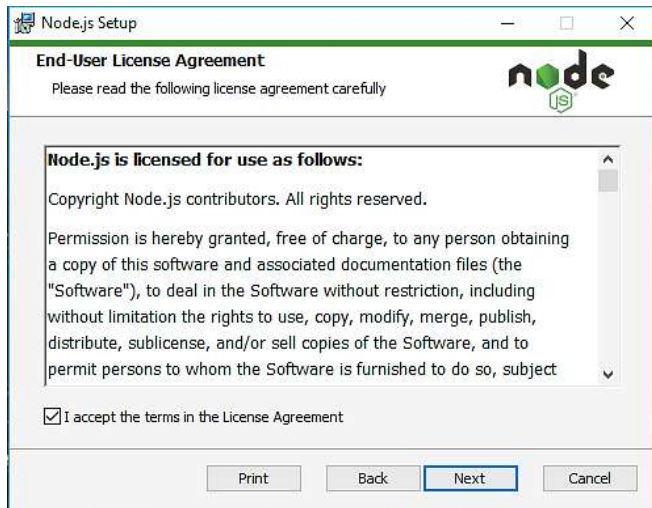 Node.js Setup
End-User License Agreement
Please read the following license agreement carefully
node
JS
Node.js is licensed for use as follows:
Copyright Node.js contributors. All rights reserved.
Permission is hereby granted, free of charge, to any person obtaining
a copy of this software and associated documentation files (the
"Software"), to deal in the Software without restriction, including
without limitation the rights to use, copy, modify, merge, publish,
distribute, sublicense, and/or sell copies of the Software, and to
permit persons to whom the Software is furnished to do so, subject
I accept the terms in the License Agreement
Print Back Next Cancel